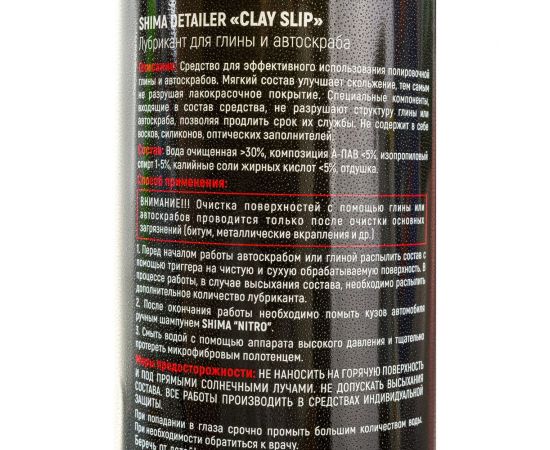 SHIMA DETAILER «CLAY SLIP»
Лубрикант для глины и автоскраба
Описание: Средство для эффективного использования полировочной
глины и автоскрабов. Мягкий состав улучшает скольжение, тем самым
не разрушая лакокрасочное покрытие. Специальные компоненты,
входящие в состав средства, не разрушают структуру глины или
автоскраба, позволяя продлить срок их службы. Не содержит в себе
восков, силиконов, оптических заполнителей.
Состав: Вода очищенная >30%, композиция А-ПАВ <5%, изопропиловый
спирт 1-5%, калийные соли жирных кислот <5%, отдушка.
Способ применения:
ВНИМАНИЕ!!! Очистка поверхностей с помощью глины или
автоскрабов проводится только после очистки основных
загрязнений (битум, металлические вкрапления и др.)
1. Перед началом работы автоскрабом или глиной распылить состав с
помощью триггера на чистую и сухую обрабатываемую поверхность. В
процессе работы, в случае высыхания состава, необходимо распылить
дополнительное количество лубриканта.
2. После окончания работы необходимо помыть кузов автомобиля
ручным шампунем SHIMA "NITRO".
3. Смыть водой с помощью аппарата высокого давления и тщательно
протереть микрофибровым полотенцем.
Меры предосторожности: НЕ НАНОСИТЬ НА ГОРЯЧУЮ ПОВЕРХНОСТЬ
И ПОД ПРЯМЫМИ СОЛНЕЧНЫМИ ЛУЧАМИ. НЕ ДОПУСКАТЬ ВЫСЫХАНИЯ
СОСТАВА. ВСЕ РАБОТЫ ПРОИЗВОДИТЬ В СРЕДСТВАХ ИНДИВИДУАЛЬНОЙ
ЗАЩИТЫ.
При попадании в глаза срочно промыть большим количеством воды.
При необходимости обратиться к врачу.
Беречь от